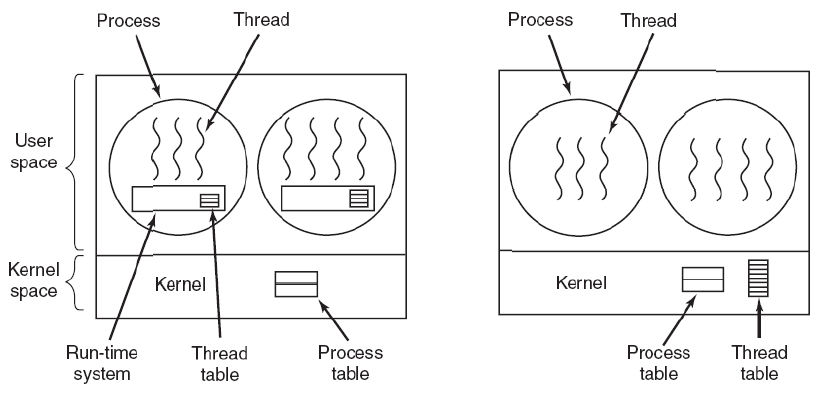 Process
Thread
User
space
Kernel
space
Kernel
Run-time
system
Thread
table
Process
table
Process
Thread
Kernel
Process
table
Thread
table